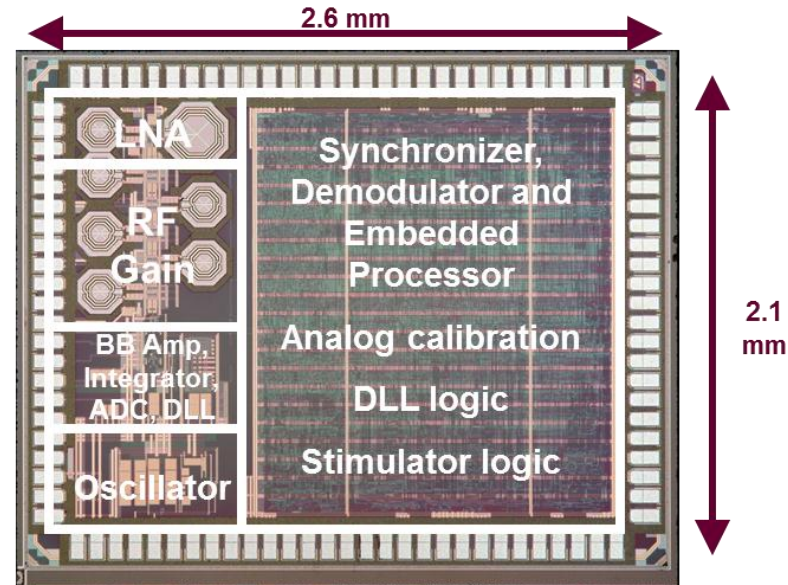 2.6 mm
LNA
RF
Gain
BB Amp,
Integrator,
ADC, DLL
Oscillator
Synchronizer,
Demodulator and
Embedded
Processor
Analog calibration
DLL logic
Stimulator logic
2.1
mm